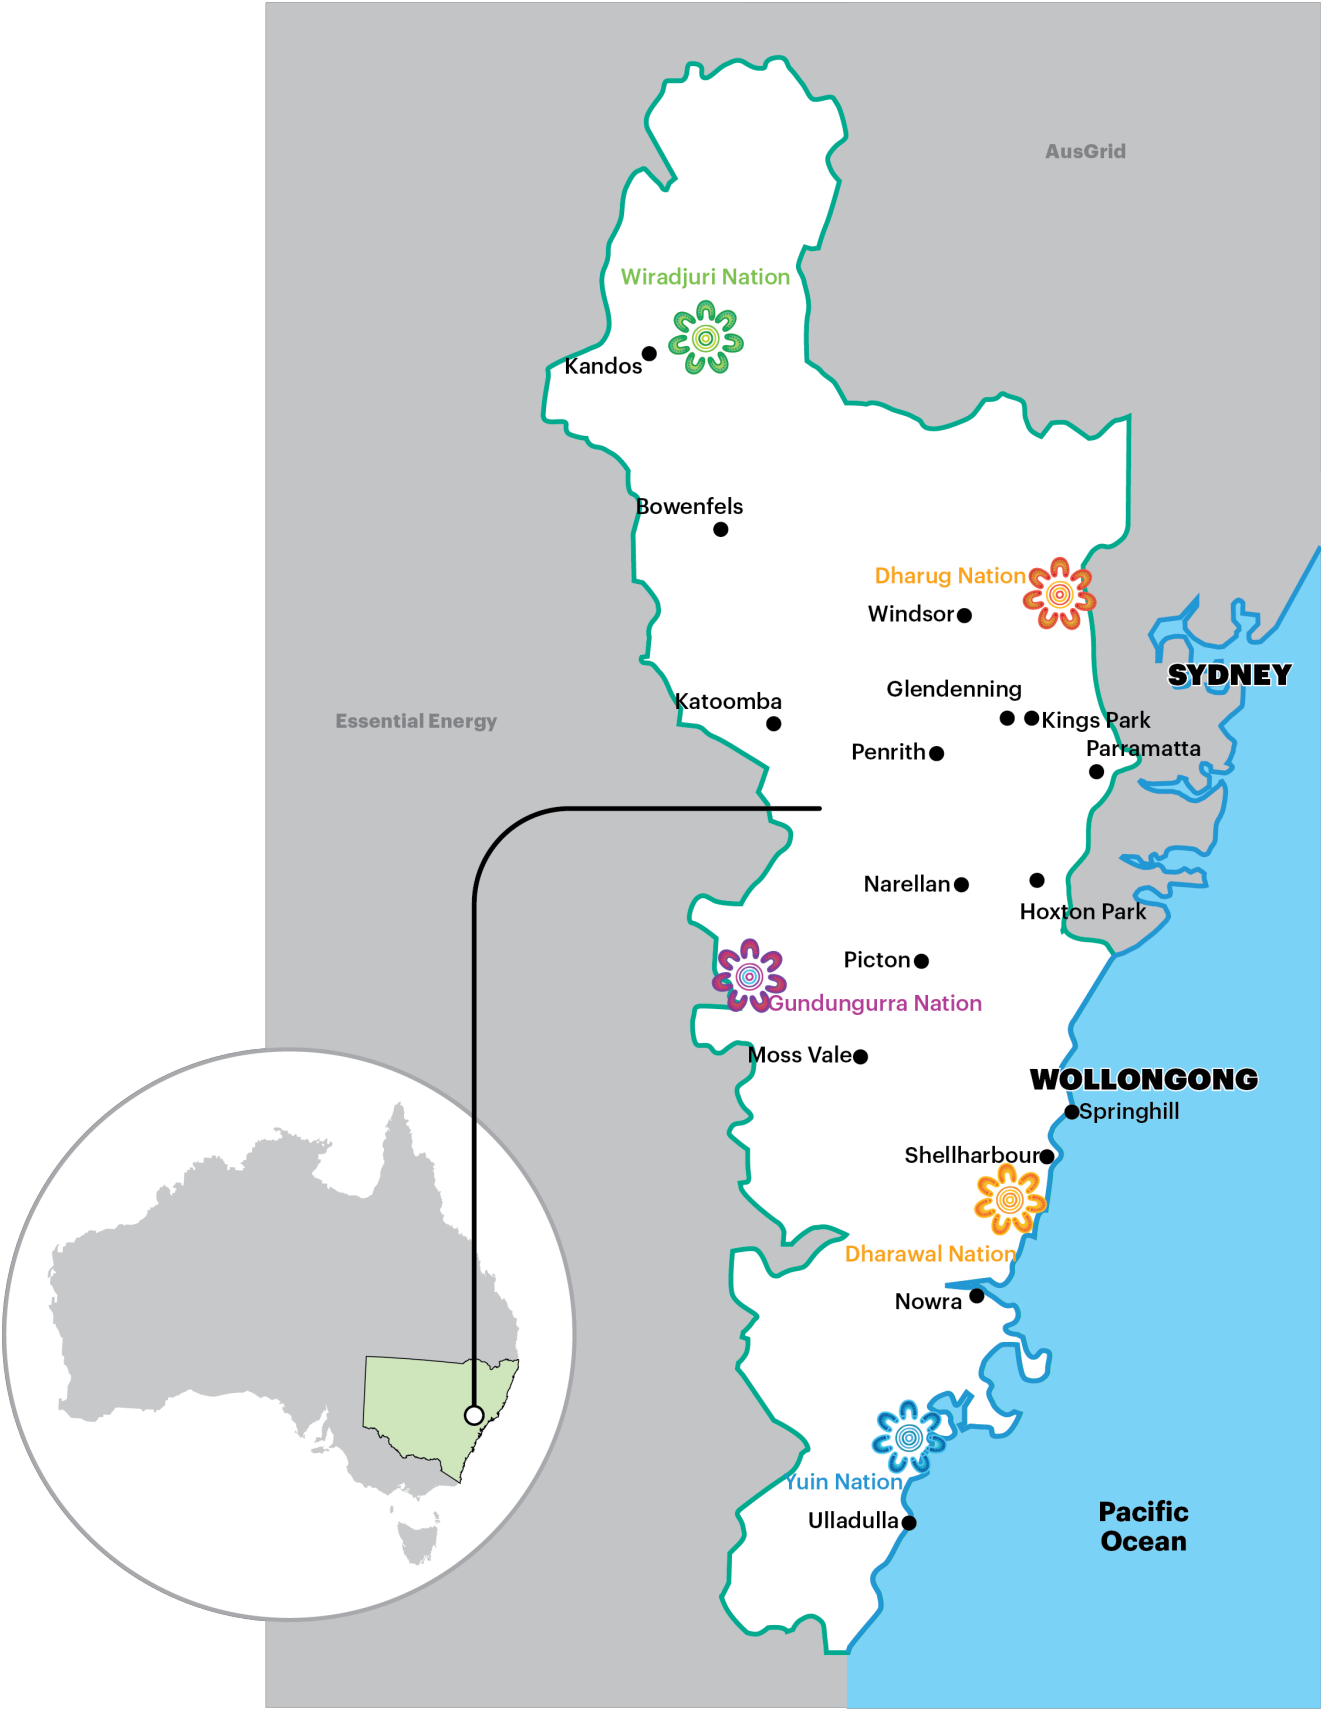 AusGrid
Wiradjuri Nation
Kandos
Bowenfels
Dharug Nation
Windsor
SYDNEY
Glendenning
Katoomba
Kings Park
Essential Energy
Parramatta
Penrith
Narellan
Hoxton Park
Picton
Gundungurra Nation
Moss Vale
WOLLONGONG
Springhill
Shellharbour
Dharawal Nation
Nowra
Yuin Nation
Pacific
Ocean
Ulladulla